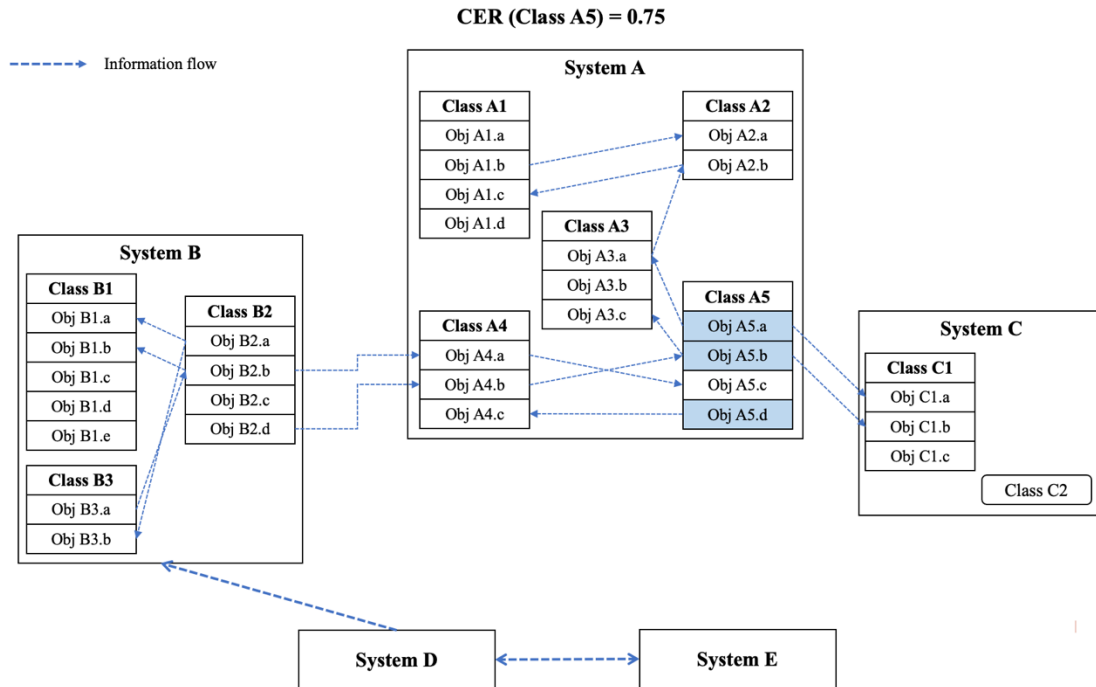 CER (Class A5) = 0.75
Information flow
System A
Class A1
Obj A1.a
Obj A1.b
Obj A1.c
Obj A1.d
Class A2
Obj A2.a
Obj A2.b
Class A3
Obj A3.a
Obj A3.b
Obj A3.c
Class A4
Obj A4.a
Obj A4.b
Obj A4.c
Class A5
Obj A5.a
Obj A5.b
Obj A5.c
Obj A5.d
System B
Class B1
Obj B1.a
Obj B1.b
Obj B1.c
Obj B1.d
Obj B1.e
Class B2
Obj B2.a
Obj B2.b
Obj B2.c
Obj B2.d
Class B3
Obj B3.a
Obj B3.b
System C
Class C1
Obj C1.a
Obj C1.b
Obj C1.c
Class C2
System D
System E